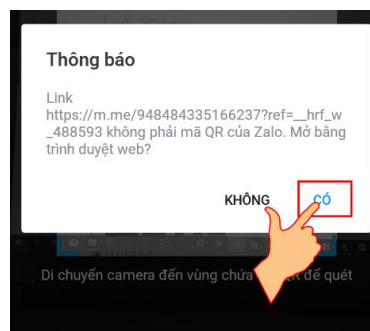 Thông báo
Link
https://m.me/948484335166237?ref=__hrf_w
_488593 không phải mã QR của Zalo. Mở bằng
trình duyệt web?
KHÔNG CÓ
Di chuyển camera đến vùng chứa để quét